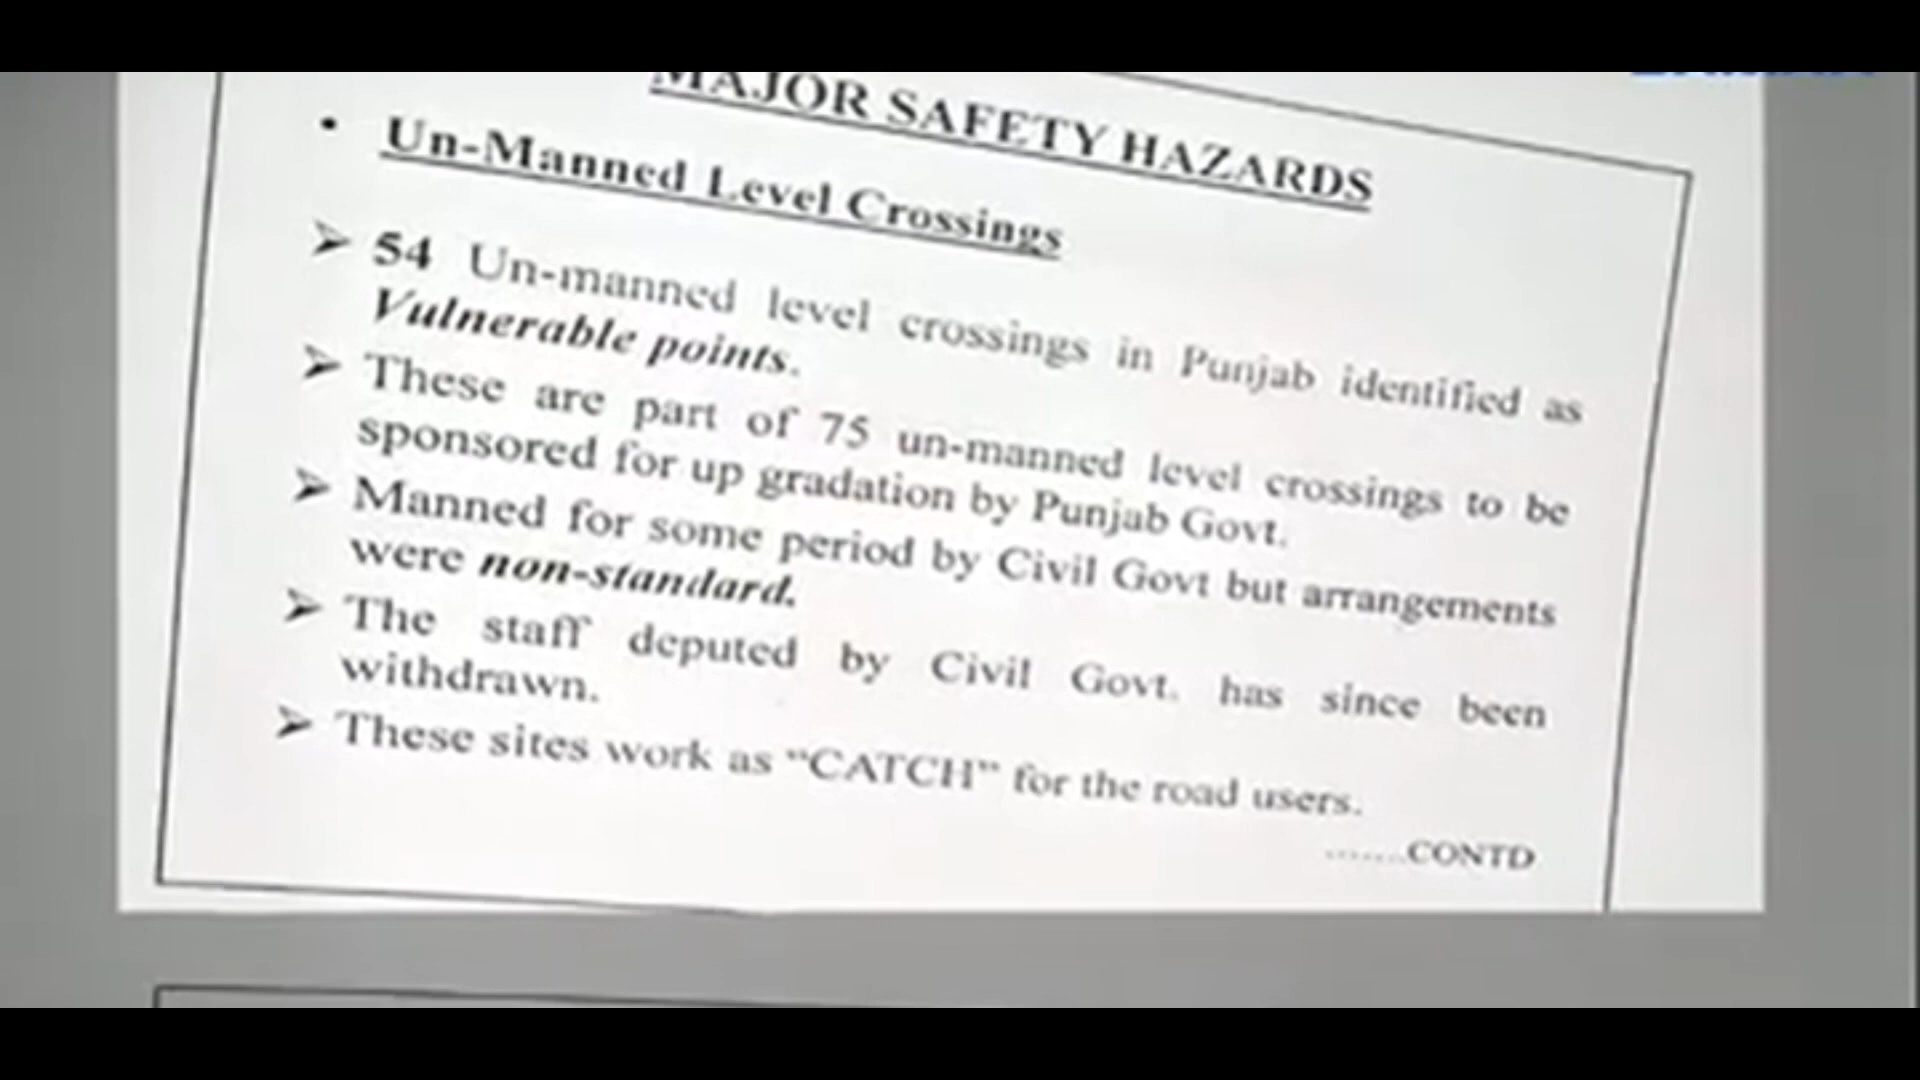 MAJOR SAFETY HAZARDS
• Un-Manned Level Crossings
➢ 54 Un-manned level crossings in Punjab identified as
Vulnerable points.
➢ These are part of 75 un-manned level crossings to be
sponsored for up gradation by Punjab Govt.
➢ Manned for some period by Civil Govt but arrangements
were non-standard.
➢ The staff deputed by Civil Govt. has since been
withdrawn.
➢ These sites work as “CATCH” for the road users.
.......CONTD